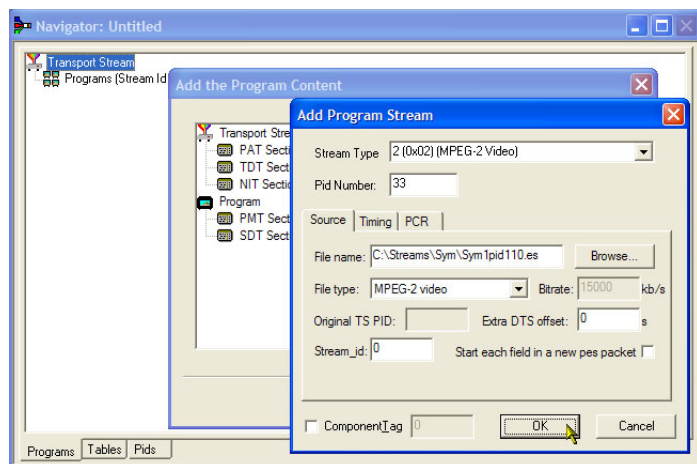 Navigator: Untitled
Transport Stream
Programs (Stream Id
Add the Program Content
Transport Stre
PAT Secti
TDT Sect
NIT Sectio
Program
PMT Sect
SDT Sect
Add Program Stream
Stream Type 2 (0x02) (MPEG-2 Video)
Pid Number: 33
Source Timing PCR
File name: C:\Streams\Sym\Sym1pid110.es Browse...
File type: MPEG-2 video Bitrate: 15000 kb/s
Original TS PID: Extra DTS offset: 0 s
Stream_id: 0 Start each field in a new pes packet
ComponentTag 0 OK Cancel
Programs Tables Pids